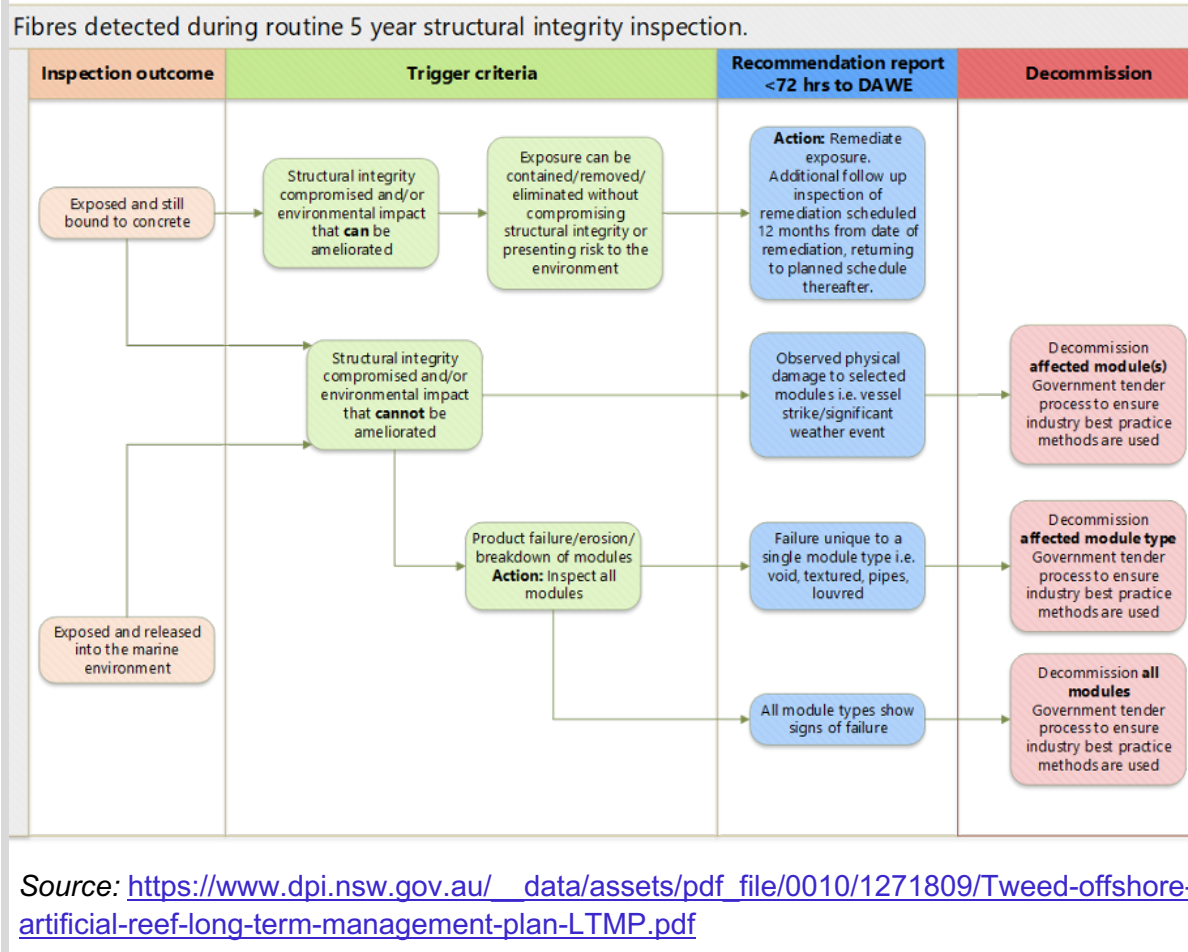 Fibres detected during routine 5 year structural integrity inspection.
Inspection outcome
Trigger criteria
Recommendation report
<72 hrs to DAWE
Decommission
Exposed and still
bound to concrete
Structural integrity
compromised and/or
environmental impact
that can be
ameliorated
Exposure can be
contained/removed/
eliminated without
compromising
structural integrity or
presenting risk to the
environment
Action: Remediate
exposure.
Additional follow up
inspection of
remediation scheduled
12 months from date of
remediation, returning
to planned schedule
thereafter.
Structural integrity
compromised and/or
environmental impact
that cannot be
ameliorated
Observed physical
damage to selected
modules i.e. vessel
strike/significant
weather event
Decommission
affected module(s)
Government tender
process to ensure
industry best practice
methods are used
Product failure/erosion/
breakdown of modules
Action: Inspect all
modules
Failure unique to a
single module type i.e.
void, textured, pipes,
louvred
Decommission
affected module type
Government tender
process to ensure
industry best practice
methods are used
Exposed and released
into the marine
environment
All module types show
signs of failure
Decommission all
modules
Government tender
process to ensure
industry best practice
methods are used
Source: https://www.dpi.nsw.gov.au/__data/assets/pdf_file/0010/1271809/Tweed-offshore-
artificial-reef-long-term-management-plan-LTMP.pdf